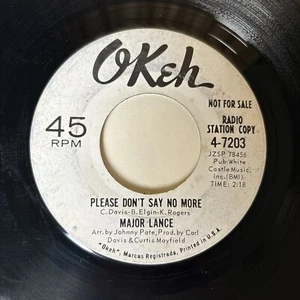 OKeh
NOT FOR SALE
45
RPM
RADIO
STATION COPY
4-7203
JZSP 78456
Pub:White
Castle Music,
Inc.(BMI)
TIME: 2:18
PLEASE DON'T SAY NO MORE
C.Davis-B.Elgin-K.Rogers
MAJOR LANCE
Arr.by Johnny Pate,Prod.by Carl
Davis & Curtis Mayfield
"Okeh", Marcas Registrada, Printed in U.S.A.